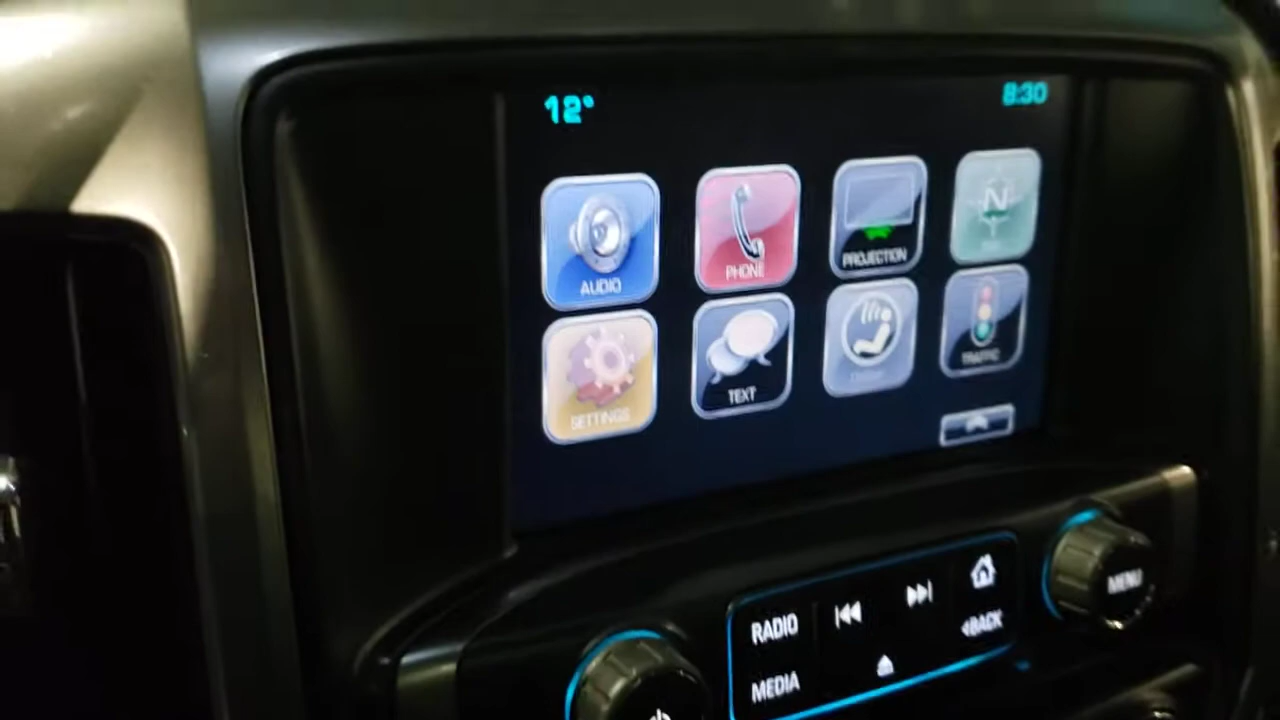 12°
8:30
AUDIO
PHONE
PROJECTION
N
SETTINGS
TEXT
TRAFFIC
RADIO
MEDIA
<BACK
MENU